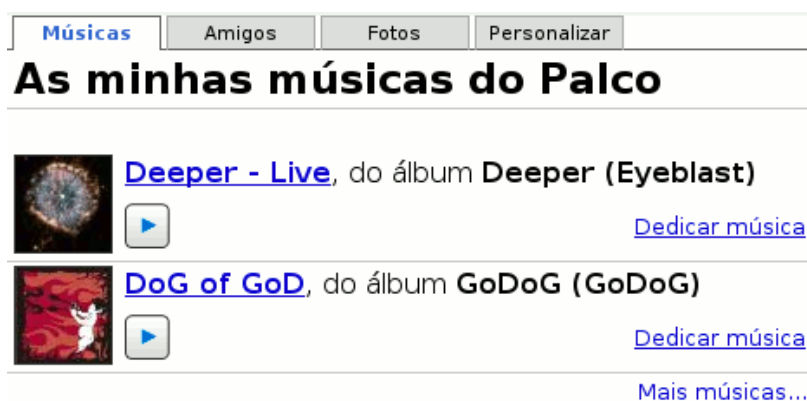 Músicas Amigos Fotos Personalizar
As minhas músicas do Palco
Deeper - Live, do álbum Deeper (Eyeblast)
Dedicar música
DoG of GoD, do álbum GoDoG (GoDoG)
Dedicar música
Mais músicas...